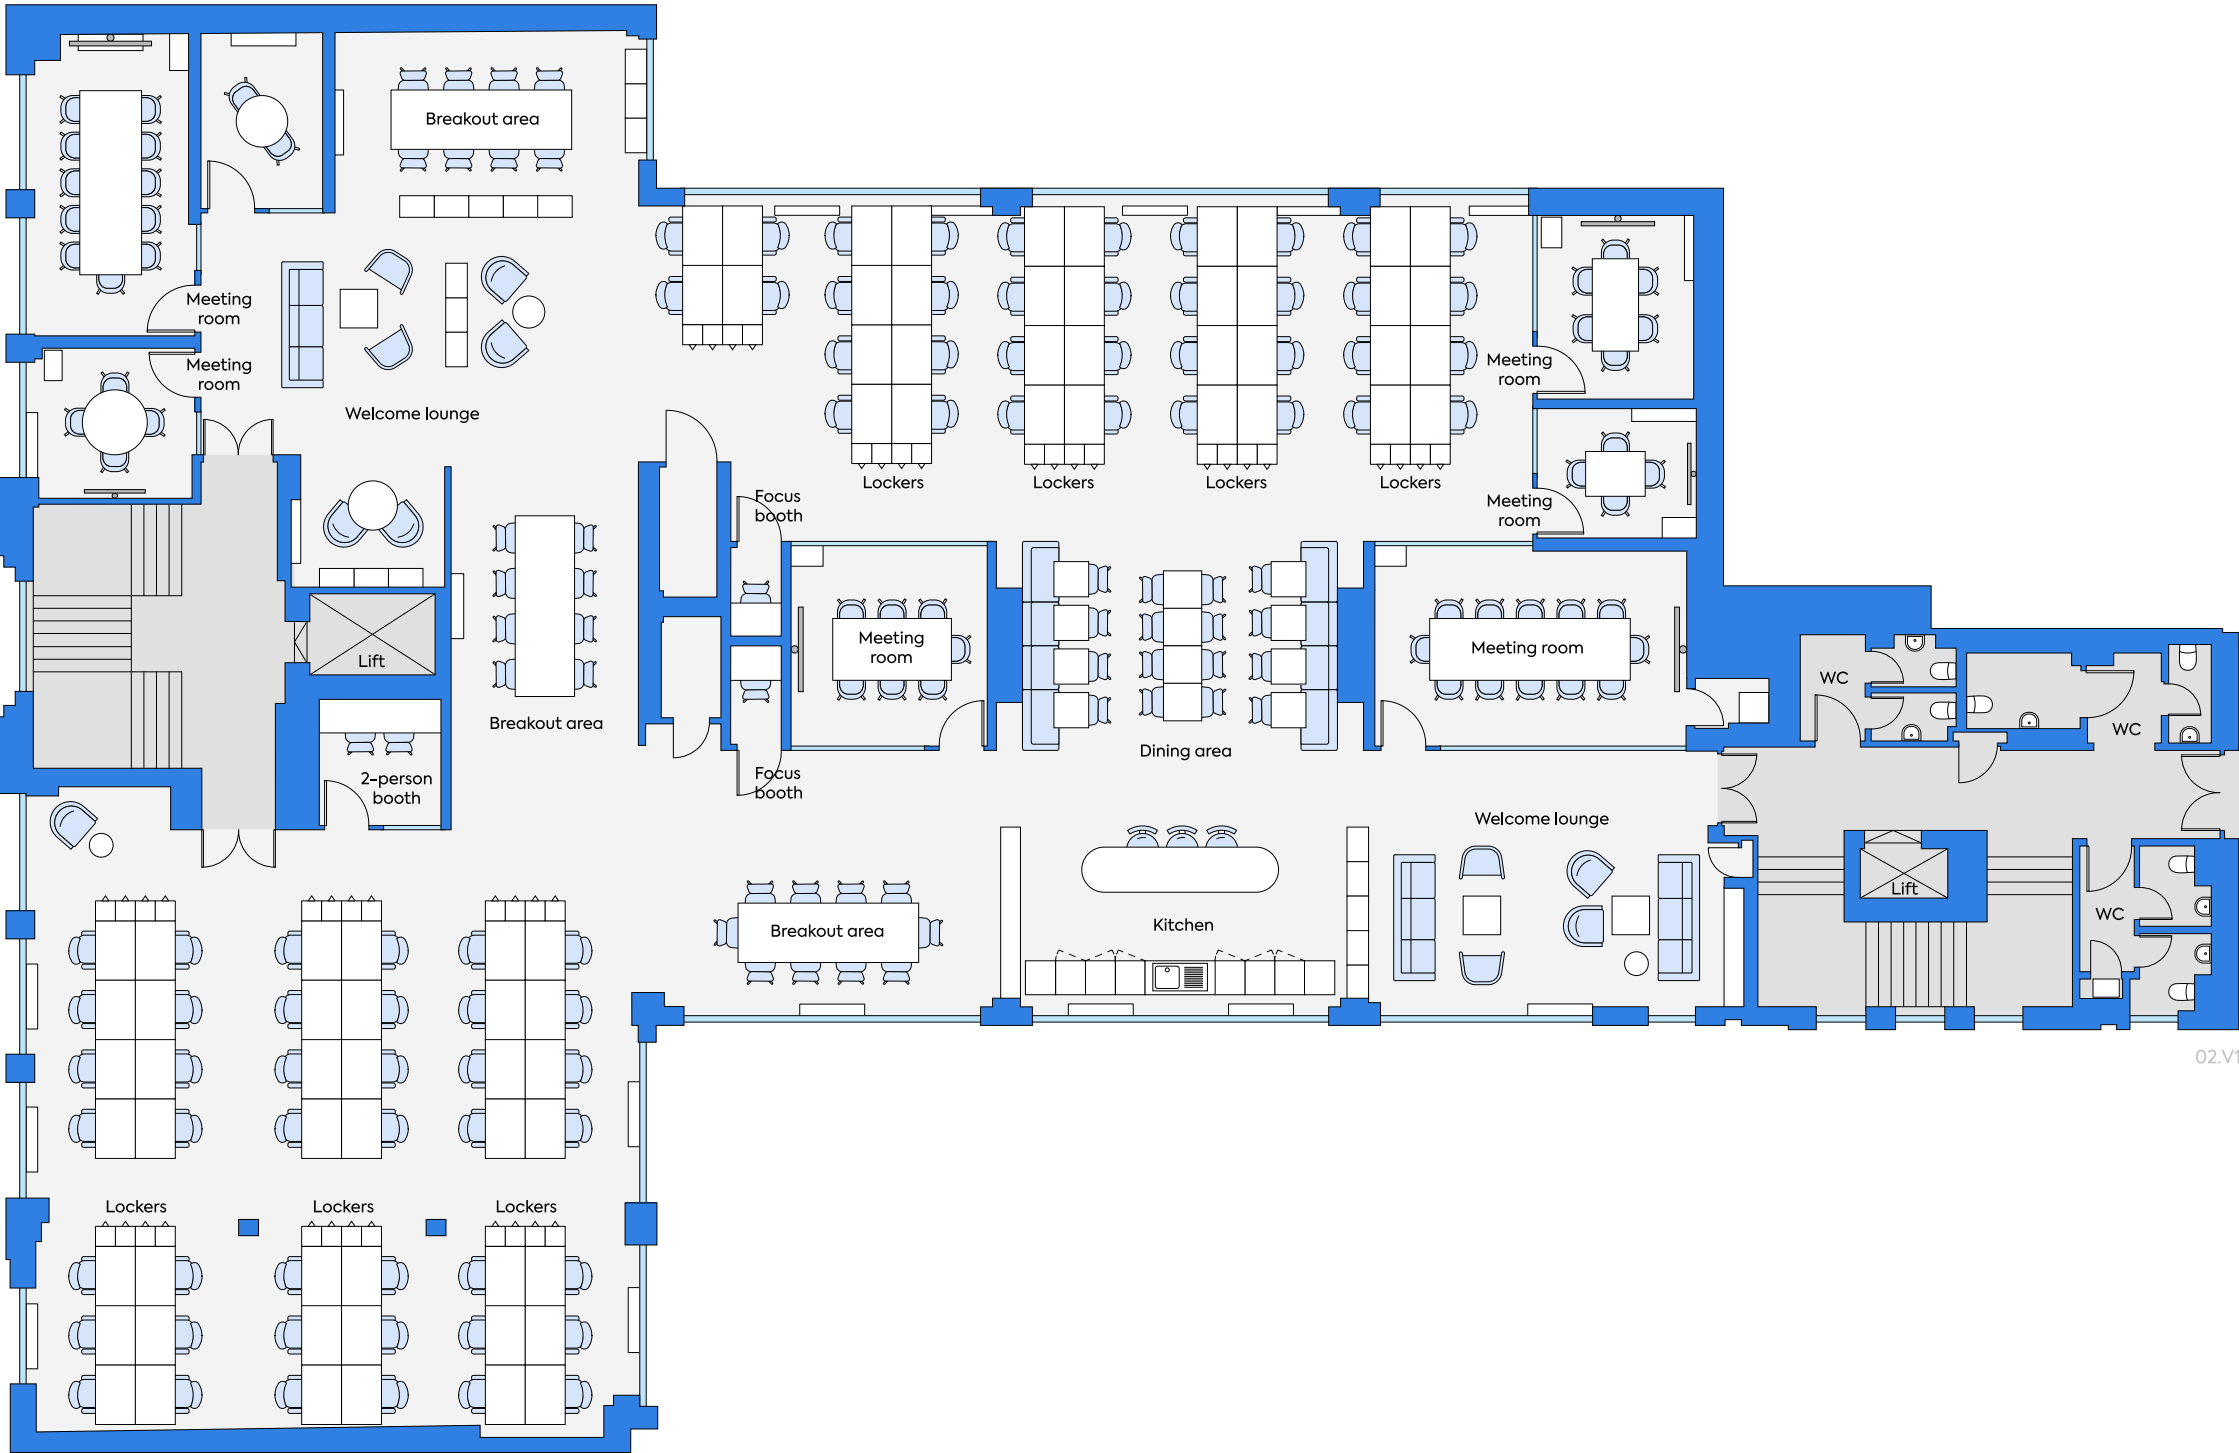 Breakout area
Meeting
room
Meeting
room
Welcome lounge
Meeting
room
Lockers
Lockers
Lockers
Lockers
Focus
booth
Meeting
room
Lift
Meeting
room
Meeting room
WC
Breakout area
WC
Dining area
2-person
booth
Focus
booth
Welcome lounge
Lift
Breakout area
Kitchen
WC
02.V1
Lockers
Lockers
Lockers